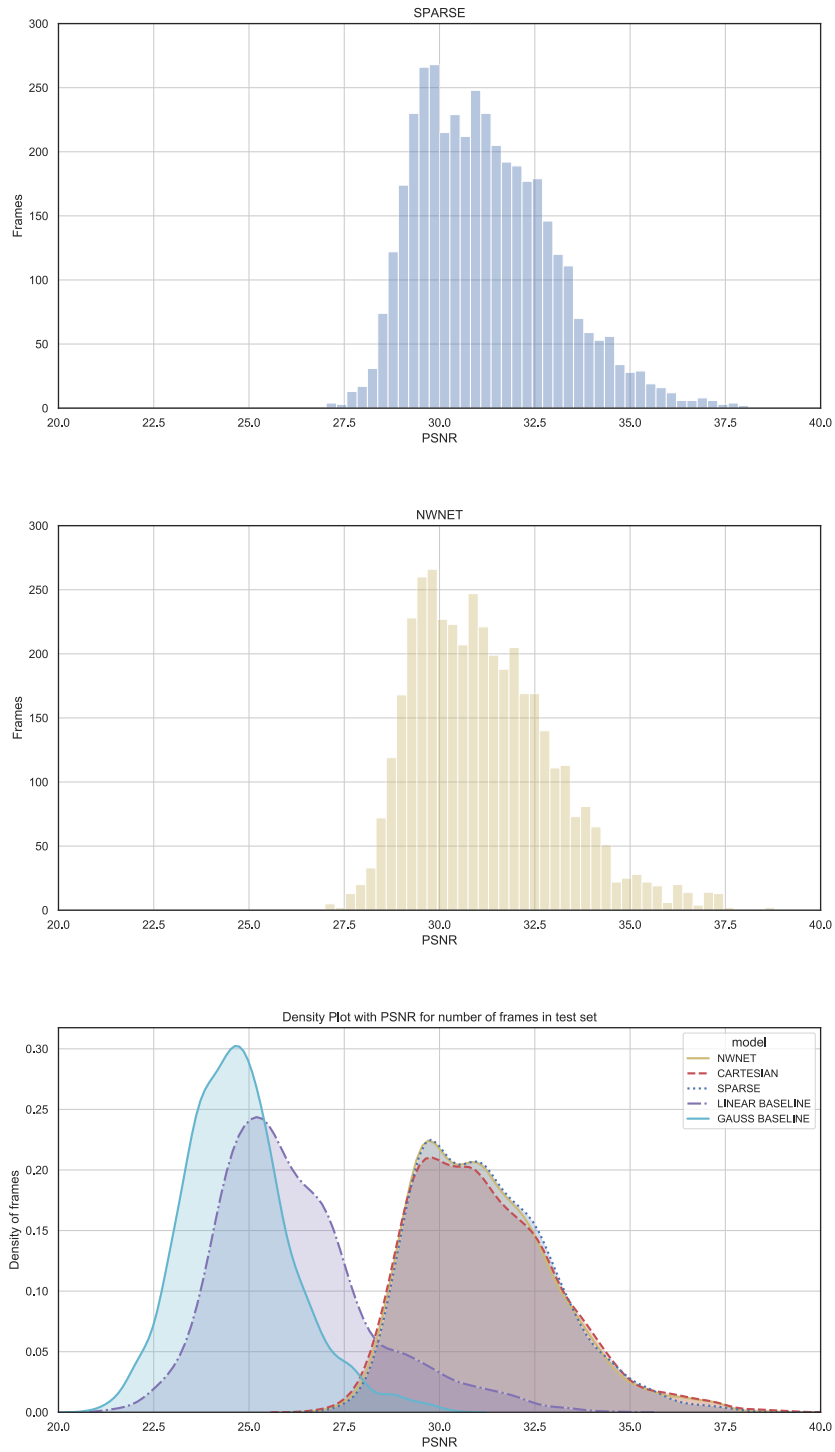 SPARSE
300
250
200
150
100
50
0
Frames
20.0 22.5 25.0 27.5 30.0 32.5 35.0 37.5 40.0
PSNR
NWNET
300
250
200
150
100
50
0
Frames
20.0 22.5 25.0 27.5 30.0 32.5 35.0 37.5 40.0
PSNR
Density Plot with PSNR for number of frames in test set
model
NWNET
CARTESIAN
SPARSE
LINEAR BASELINE
GAUSS BASELINE
0.30
0.25
0.20
0.15
0.10
0.05
0.00
Density of frames
20.0 22.5 25.0 27.5 30.0 32.5 35.0 37.5 40.0
PSNR